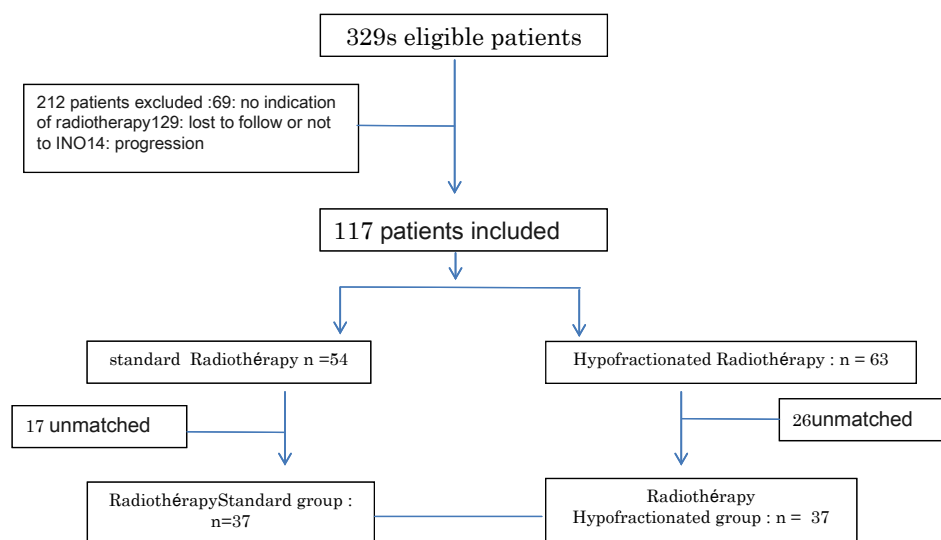 329s eligible patients
212 patients excluded :69: no indication
of radiotherapy129: lost to follow or not
to INO14: progression
117 patients included
standard Radiothérapy n =54
Hypofractionated Radiothérapy : n = 63
17 unmatched
26unmatched
RadiothérapyStandard group :
n=37
Radiothérapy
Hypofractionated group : n = 37